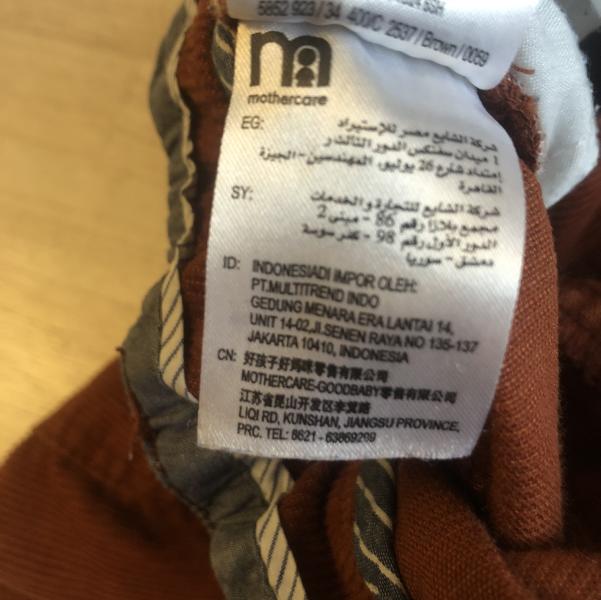 5852 923/34 400/C 2537/Brown/0059
m
mothercare
EG: شركة الشايع مصر للإستيراد
1 ميدان سفنكس الدور الثالث
إمتداد شارع 26 يوليو، المهندسين-الجيزة
القاهرة
SY: شركة الشايع للتجارة والخدمات
مجمع بلازا رقم 86 - مبنى 2
الدور الأول رقم 98 - كفر سوسة
دمشق - سوريا
ID: INDONESIADI IMPOR OLEH:
PT.MULTITREND INDO
GEDUNG MENARA ERA LANTAI 14,
UNIT 14-02,Jl.SENEN RAYA NO 135-137
JAKARTA 10410, INDONESIA
CN: 好孩子好妈咪零售有限公司
MOTHERCARE-GOODBABY零售有限公司
江苏省昆山开发区李冀路
LIQI RD, KUNSHAN, JIANGSU PROVINCE,
PRC. TEL: 8621 - 63869299